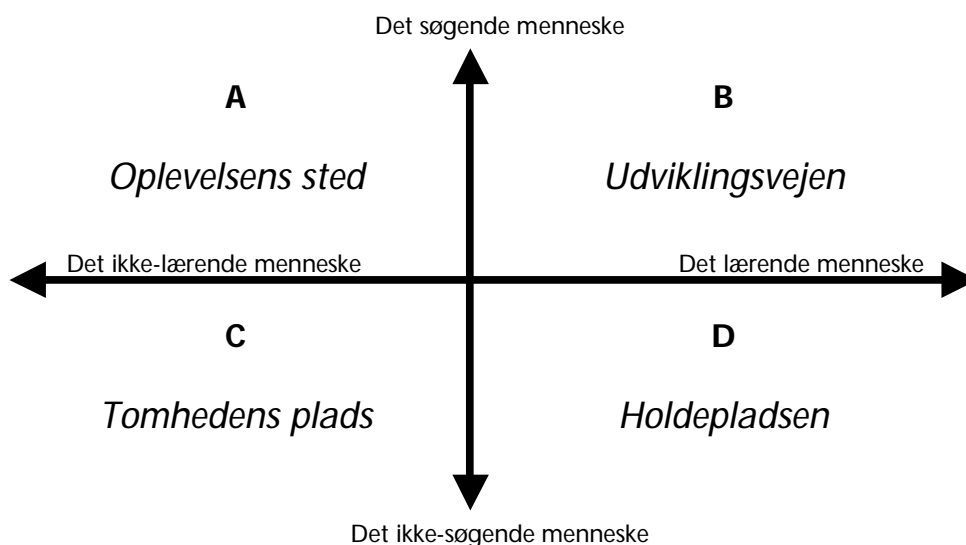 Det søgende menneske
A
B
Oplevelsens sted
Udviklingsvejen
Det ikke-lærende menneske
Det lærende menneske
C
D
Tomhedens plads
Holdepladsen
Det ikke-søgende menneske